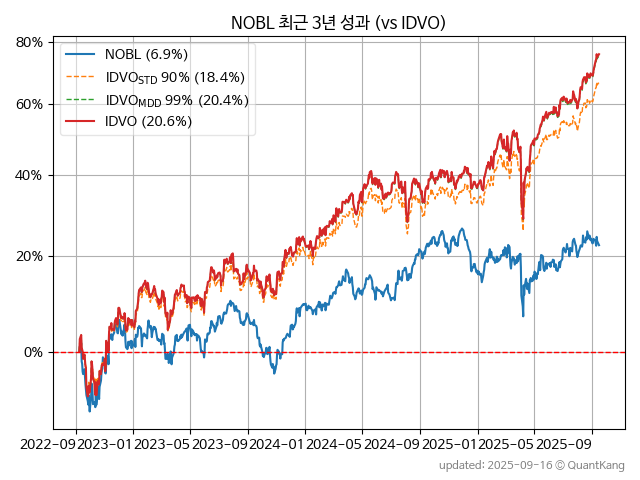 NOBL 최근 3년 성과 (vs IDVO)
NOBL (6.9%)
IDVO_STD 90% (18.4%)
IDVO_MDD 99% (20.4%)
IDVO (20.6%)
80%
60%
40%
20%
0%
2022-09 2023-01 2023-05 2023-09 2024-01 2024-05 2024-09 2025-01 2025-05 2025-09
updated: 2025-09-16 © QuantKang